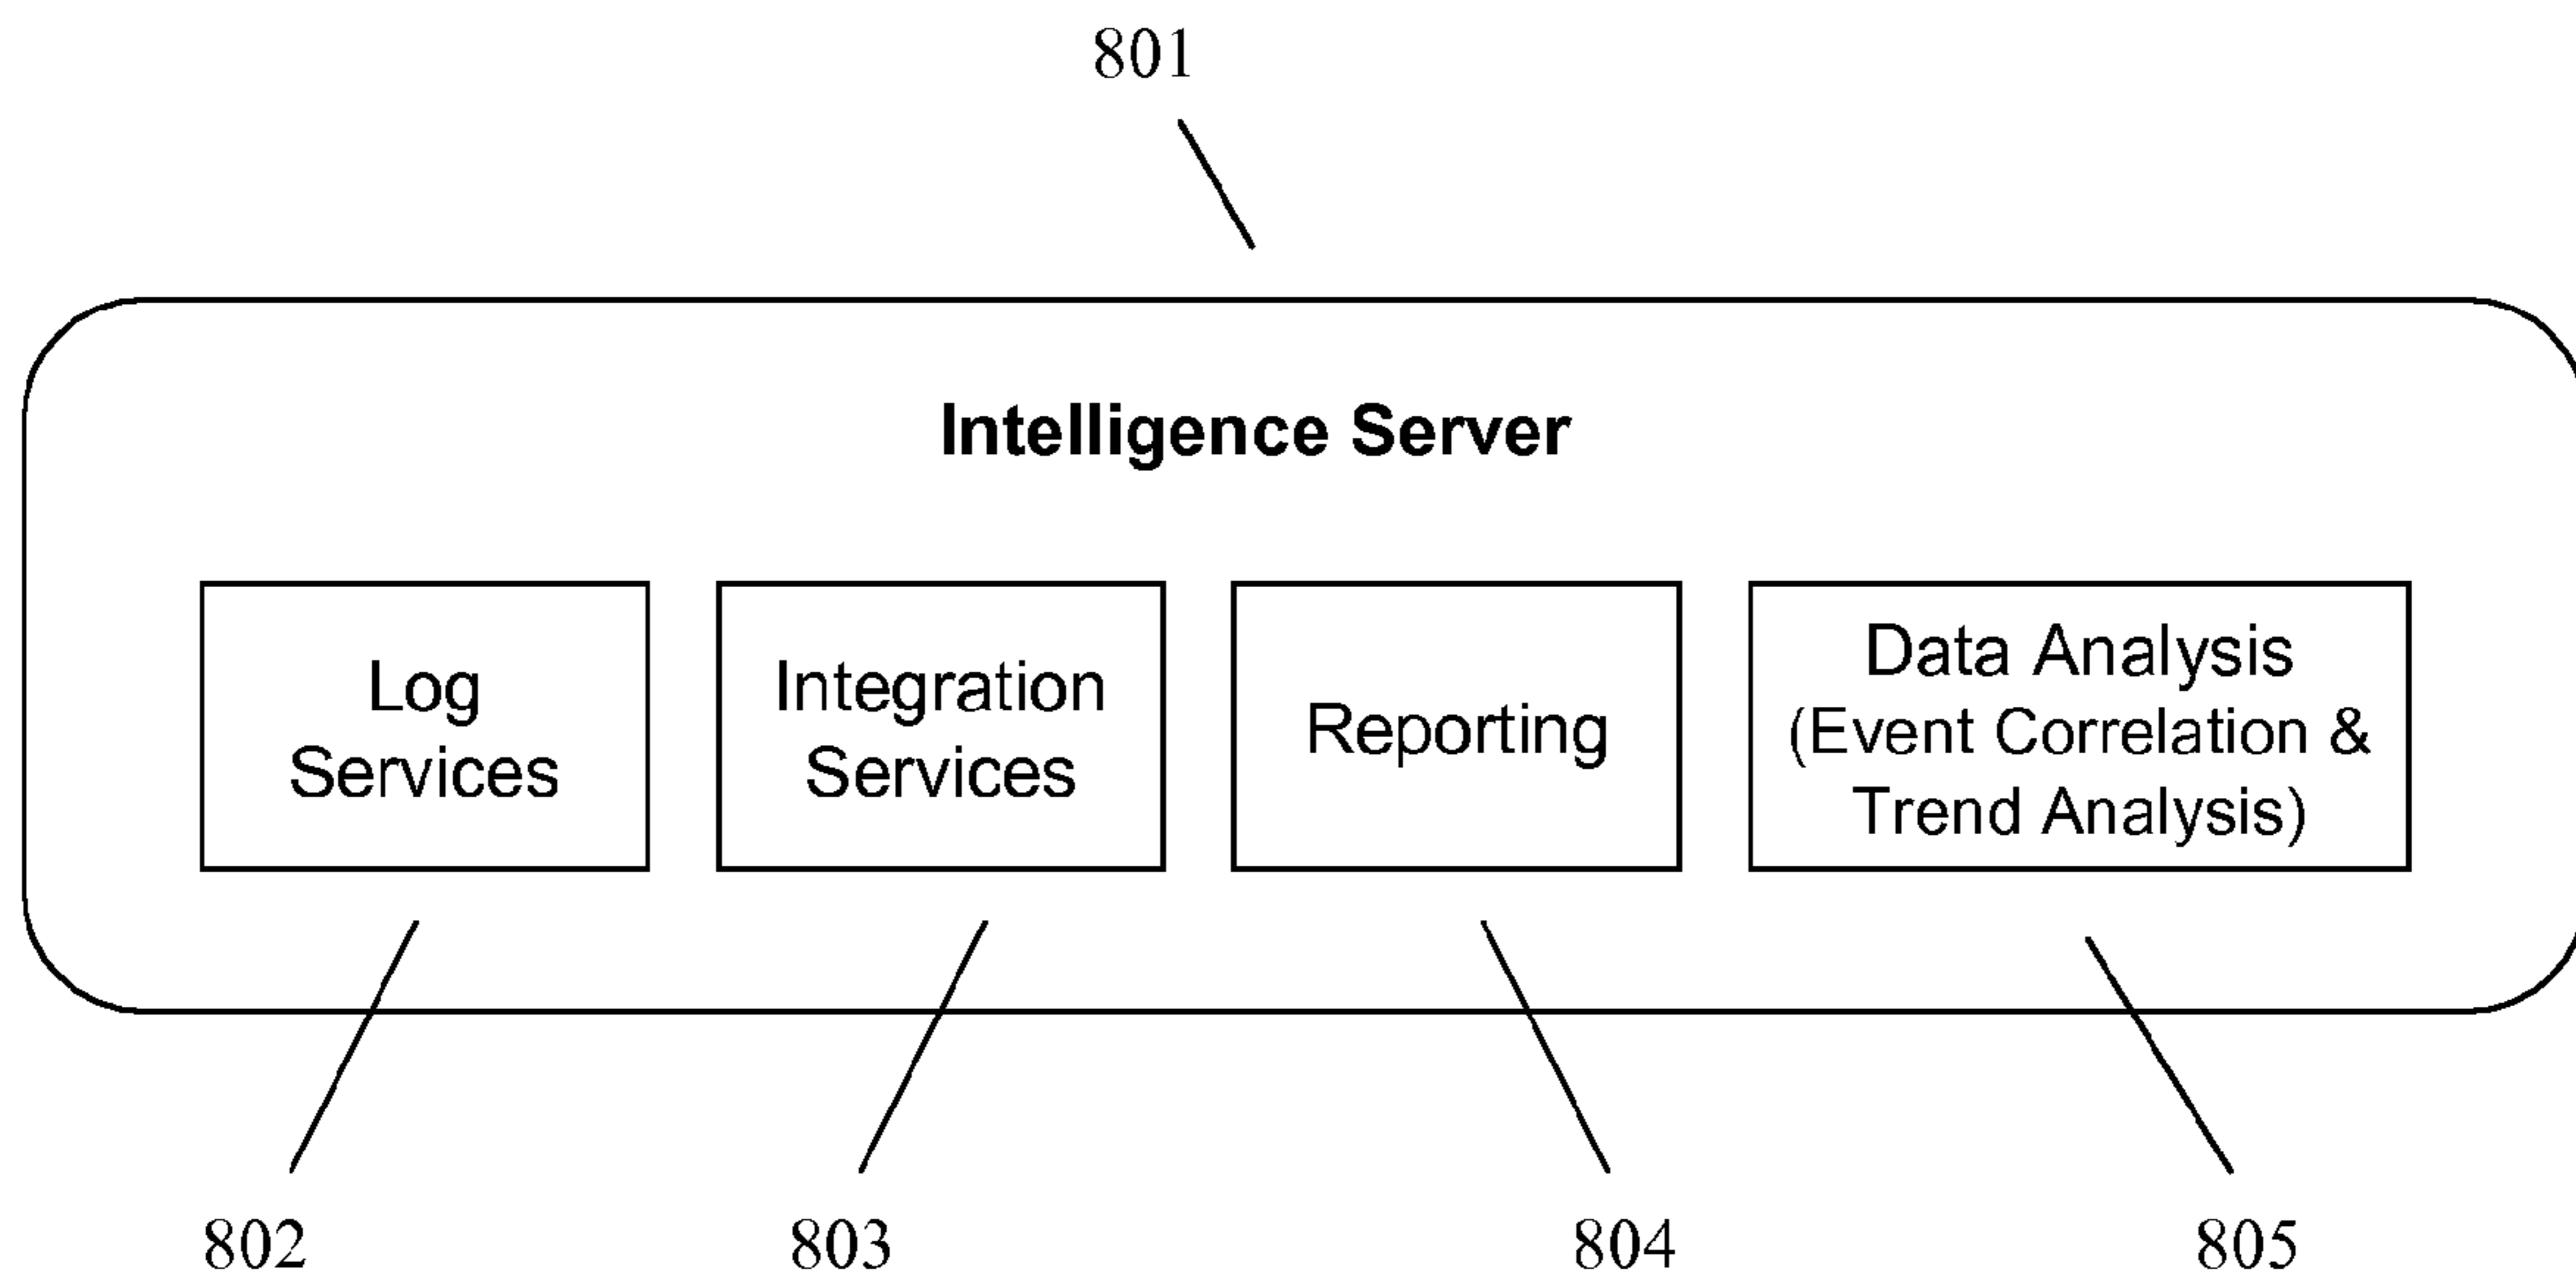 801
Intelligence Server
Log
Services
Integration
Services
Reporting
Data Analysis
(Event Correlation &
Trend Analysis)
802
803
804
805